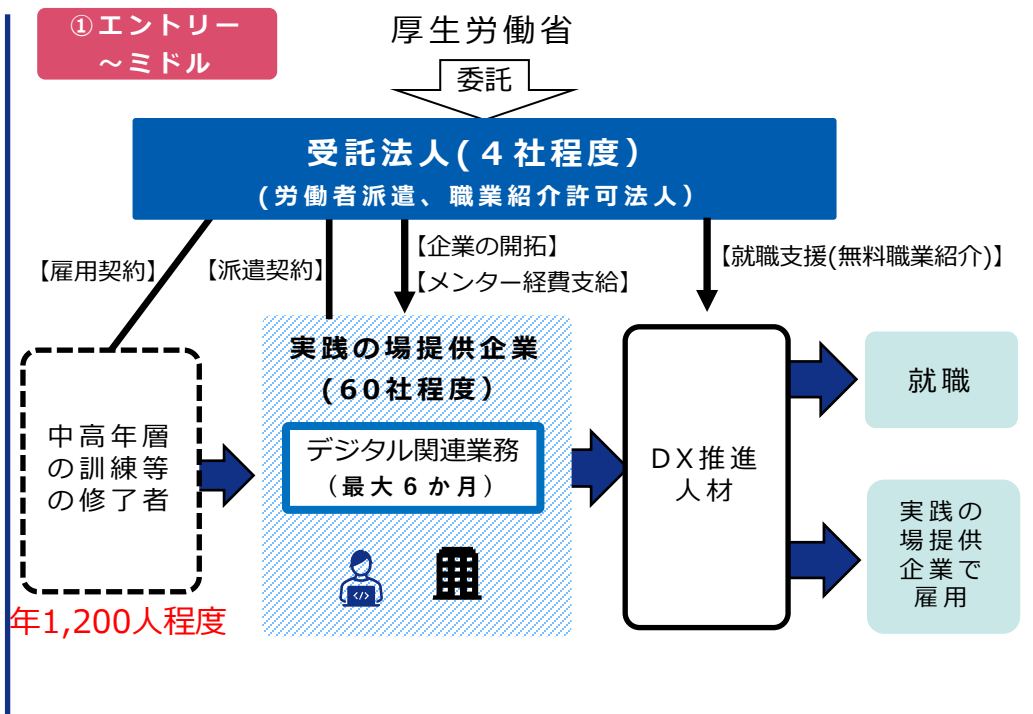 ①エントリー
～ミドル
厚生労働省
委託
受託法人(４社程度）
(労働者派遣、職業紹介許可法人）
【雇用契約】
【派遣契約】
【企業の開拓】
【メンター経費支給】
【就職支援(無料職業紹介)】
中高年層
の訓練等
の修了者
年1,200人程度
実践の場提供企業
(60社程度）
デジタル関連業務
（最大６か月）
</>
DX推進
人材
就職
実践の
場提供
企業で
雇用